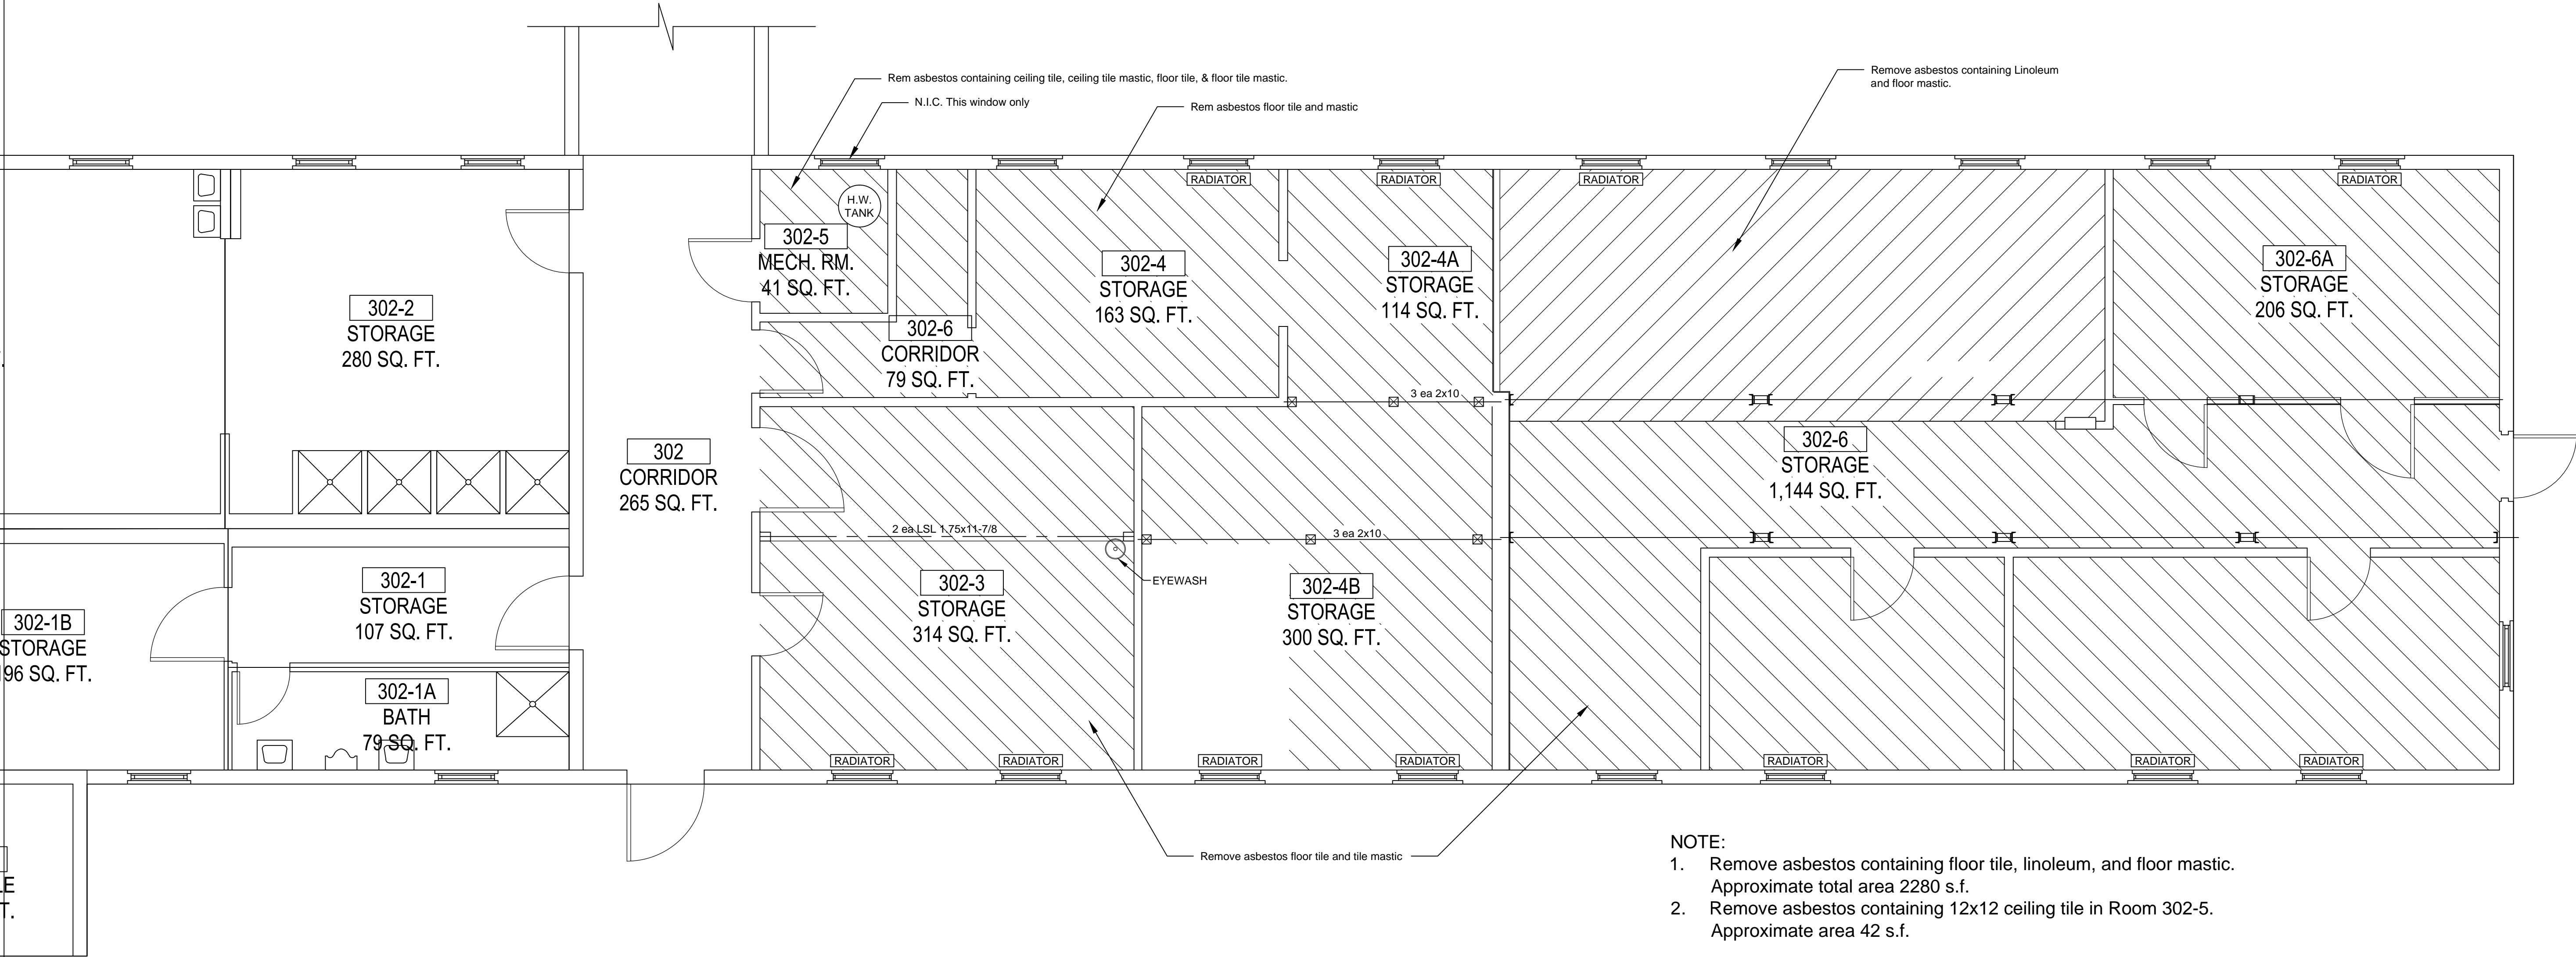 Rem asbestos containing ceiling tile, ceiling tile mastic, floor tile, & floor tile mastic.
N.I.C. This window only
Rem asbestos floor tile and mastic
Remove asbestos containing Linoleum
and floor mastic.
RADIATOR
RADIATOR
RADIATOR
RADIATOR
H.W.
TANK
302-5
MECH. RM.
41 SQ. FT.
302-4
STORAGE
163 SQ. FT.
302-4A
STORAGE
114 SQ. FT.
302-6A
STORAGE
206 SQ. FT.
302-2
STORAGE
280 SQ. FT.
302-6
CORRIDOR
79 SQ. FT.
3 ea 2x10
302
CORRIDOR
265 SQ. FT.
302-6
STORAGE
1,144 SQ. FT.
2 ea LSL 1.75x11-7/8
3 ea 2x10
EYEWASH
302-1
STORAGE
107 SQ. FT.
302-3
STORAGE
314 SQ. FT.
302-4B
STORAGE
300 SQ. FT.
302-1B
STORAGE
196 SQ. FT.
302-1A
BATH
79 SQ. FT.
RADIATOR
RADIATOR
RADIATOR
RADIATOR
RADIATOR
RADIATOR
RADIATOR
Remove asbestos floor tile and tile mastic
NOTE:
1. Remove asbestos containing floor tile, linoleum, and floor mastic.
Approximate total area 2280 s.f.
2. Remove asbestos containing 12x12 ceiling tile in Room 302-5.
Approximate area 42 s.f.